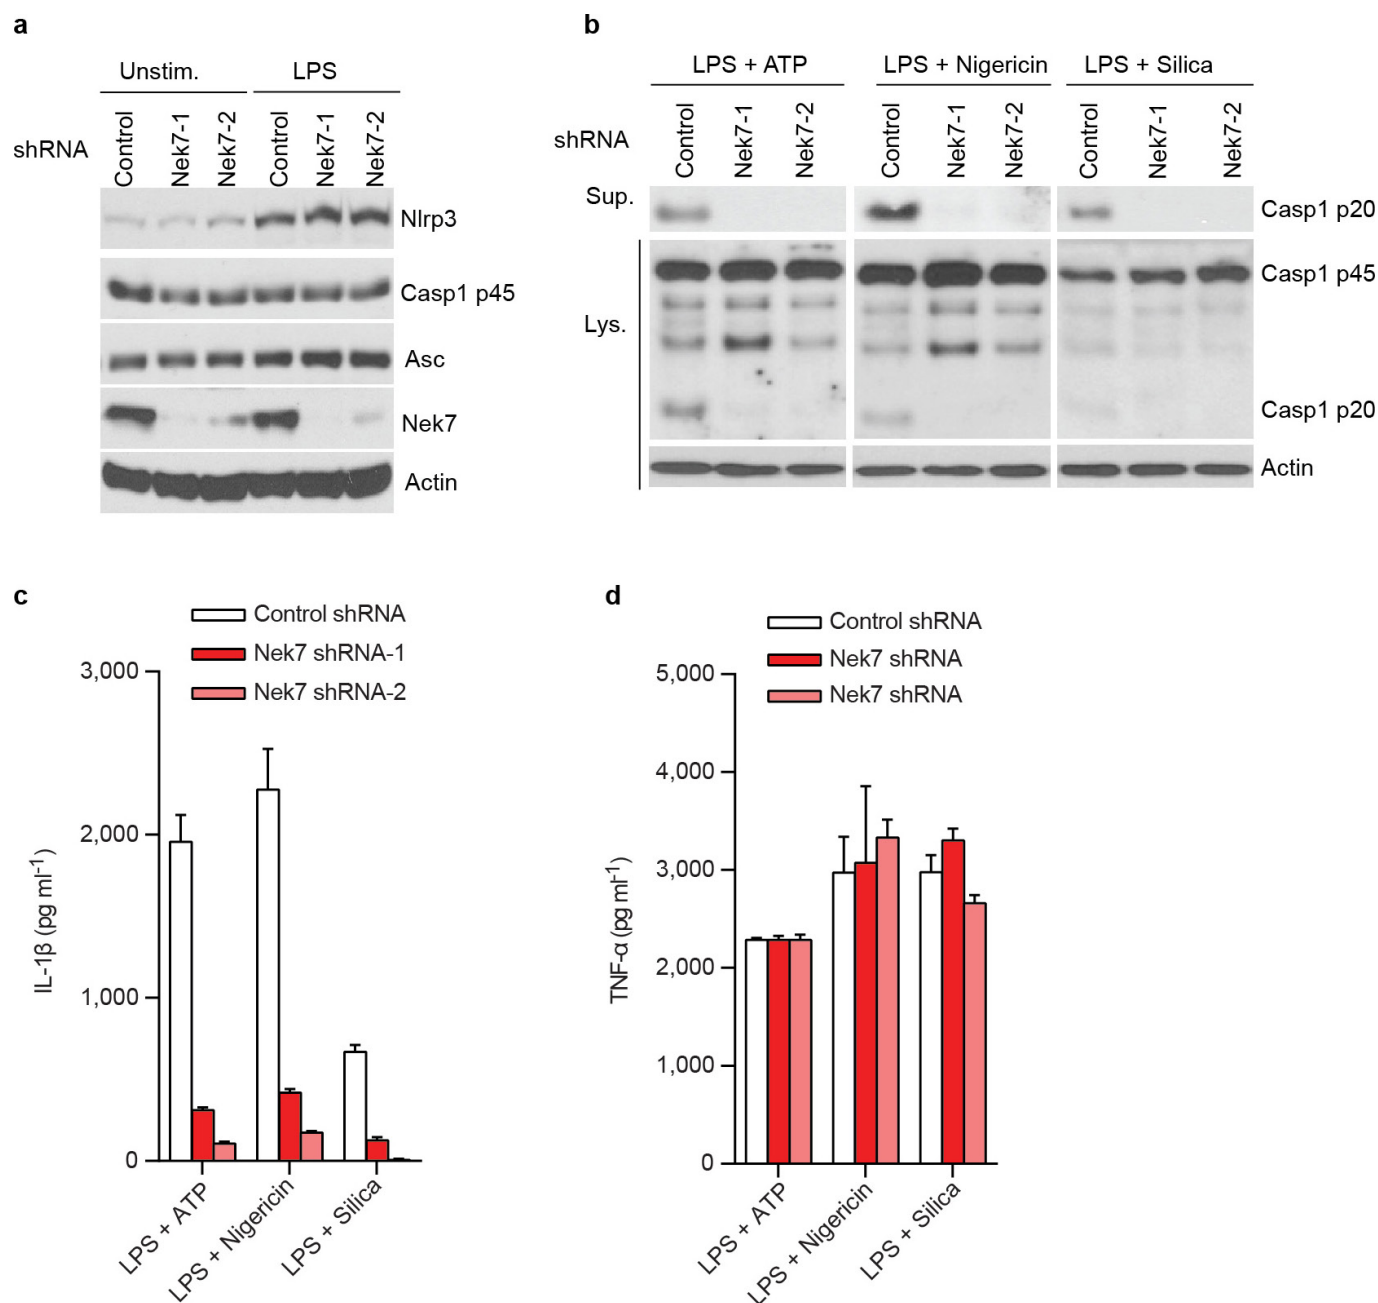 a
Unstim. LPS
shRNA Control Nek7-1 Nek7-2 Control Nek7-1 Nek7-2
Nlrp3
Casp1 p45
Asc
Nek7
Actin
b
LPS + ATP LPS + Nigericin LPS + Silica
shRNA Control Nek7-1 Nek7-2 Control Nek7-1 Nek7-2 Control Nek7-1 Nek7-2
Sup. Casp1 p20
Casp1 p45
Lys.
Casp1 p20
Actin
c
Control shRNA
Nek7 shRNA-1
Nek7 shRNA-2
3,000
2,000
1,000
0
IL-1β (pg ml⁻¹)
LPS + ATP
LPS + Nigericin
LPS + Silica
d
Control shRNA
Nek7 shRNA
Nek7 shRNA
5,000
4,000
3,000
2,000
1,000
0
TNF-α (pg ml⁻¹)
LPS + ATP
LPS + Nigericin
LPS + Silica